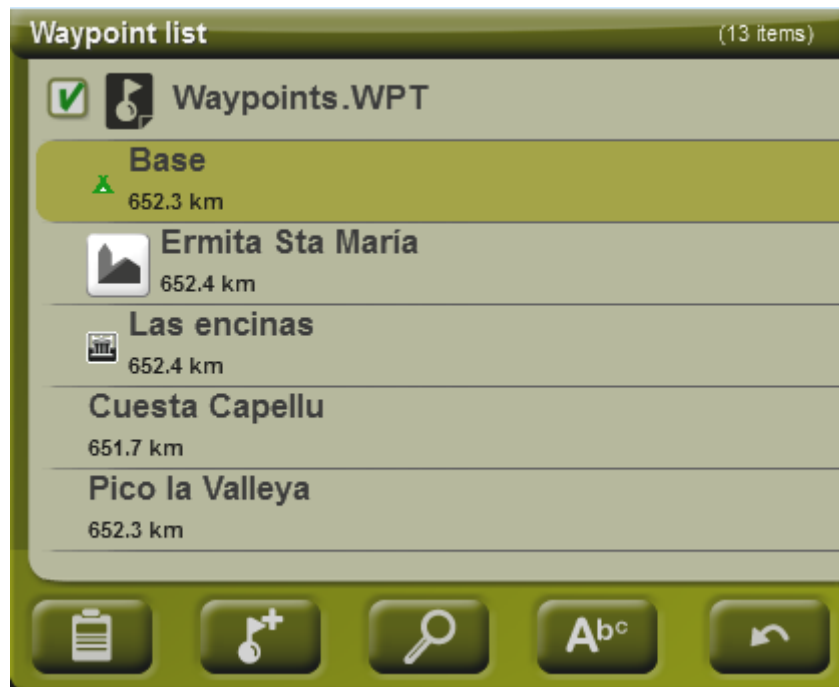 Waypoint list
(13 items)
Waypoints.WPT
Base
652.3 km
Ermita Sta María
652.4 km
Las encinas
652.4 km
Cuesta Capellu
651.7 km
Pico la Valleya
652.3 km
Abc